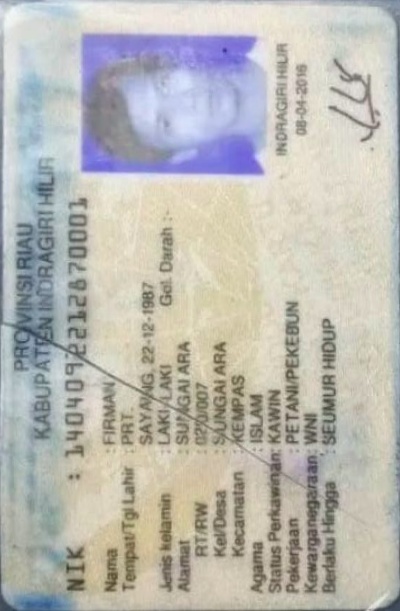 PROVINSI RIAU
KABUPATEN INDRAGIRI HILIR
NIK : 1404092212870001
Nama : FIRMAN
Tempat/Tgl Lahir : PRT.
SAYANG 22-12-1987
Jenis kelamin : LAKI-LAKI Gol. Darah :-
Alamat : SUNGAI ARA
RT/RW : /007
Kel/Desa : SUNGAI ARA
Kecamatan : KEMPAS
Agama : ISLAM
Status Perkawinan: KAWIN
Pekerjaan : PETANI/PEKEBUN
Kewarganegaraan: WNI
Berlaku Hingga : SEUMUR HIDUP
INDRAGIRI HILIR
08-04-2016